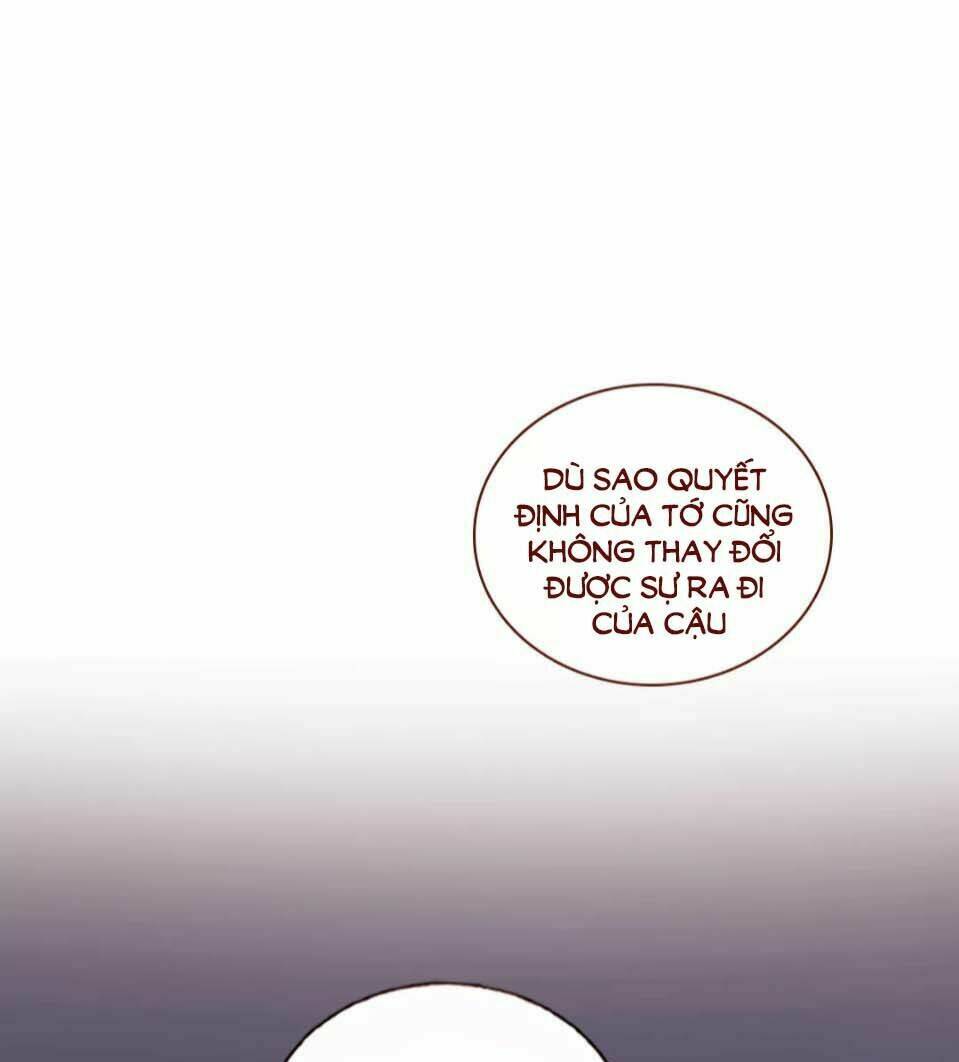 DÙ SAO QUYẾT
ĐỊNH CỦA TỚ CŨNG
KHÔNG THAY ĐỔI
ĐƯỢC SỰ RA ĐI
CỦA CẬU